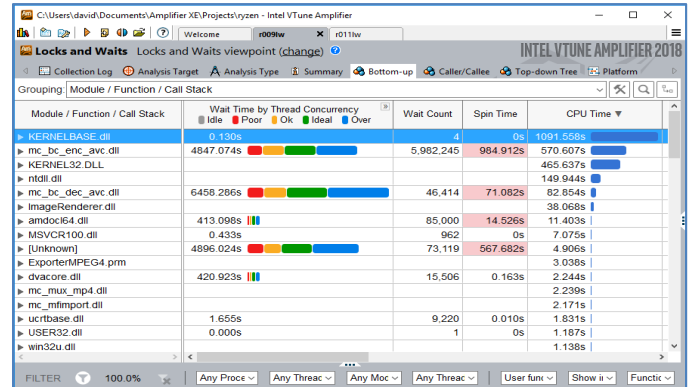 C:\Users\david\Documents\Amplifier XE\Projects\ryzen - Intel VTune Amplifier
Welcome r009lw x r011lw
Locks and Waits Locks and Waits viewpoint (change) INTEL VTUNE AMPLIFIER 2018
Collection Log Analysis Target Analysis Type Summary Bottom-up Caller/Callee Top-down Tree Platform
Grouping: Module / Function / Call Stack
Module / Function / Call Stack Wait Time by Thread Concurrency Wait Count Spin Time CPU Time ▼
Idle Poor Ok Ideal Over
KERNELBASE.dll 0.130s 4 0s 1091.558s
mc_bc_enc_avc.dll 4847.074s 5,982,245 984.912s 570.607s
KERNEL32.DLL 465.637s
ntdll.dll 149.944s
mc_bc_dec_avc.dll 6458.286s 46,414 71.082s 82.854s
ImageRenderer.dll 38.068s
amdocl64.dll 413.098s 85,000 14.526s 11.403s
MSVCR100.dll 0.433s 962 0s 7.075s
[Unknown] 4896.024s 73,119 567.682s 4.906s
ExporterMPEG4.prm 3.038s
dvacore.dll 420.923s 15,506 0.163s 2.244s
mc_mux_mp4.dll 2.239s
mc_mfimport.dll 2.171s
ucrtbase.dll 1.655s 9,220 0.010s 1.831s
USER32.dll 0.000s 1 0s 1.187s
win32u.dll 1.138s
FILTER 100.0% Any Proce Any Threac Any Moc Any Threac User func Show ii Functic